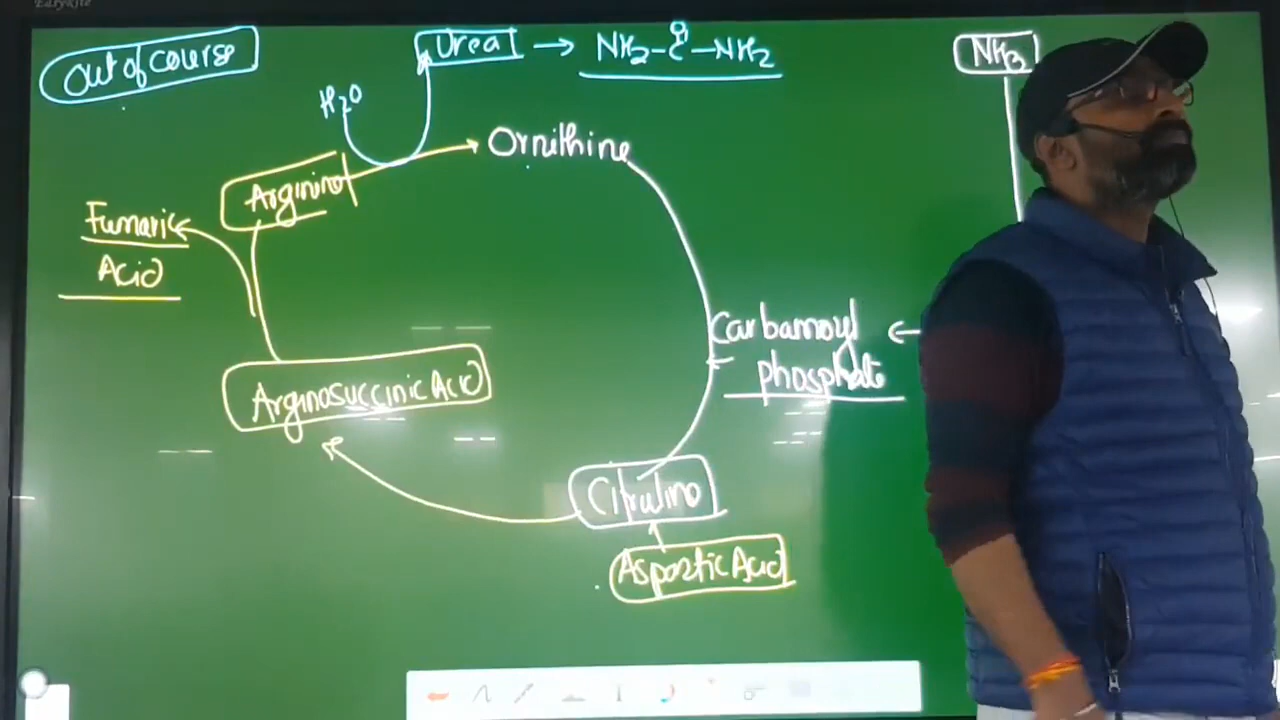 Out of course
Urea → NH2-C-NH2
O
NH3
H2O
Ornithine
Arginine
Fumaric
Acid
Carbamoyl ←
phosphate
Arginosuccinic Acid
Citruline
Aspartic Acid